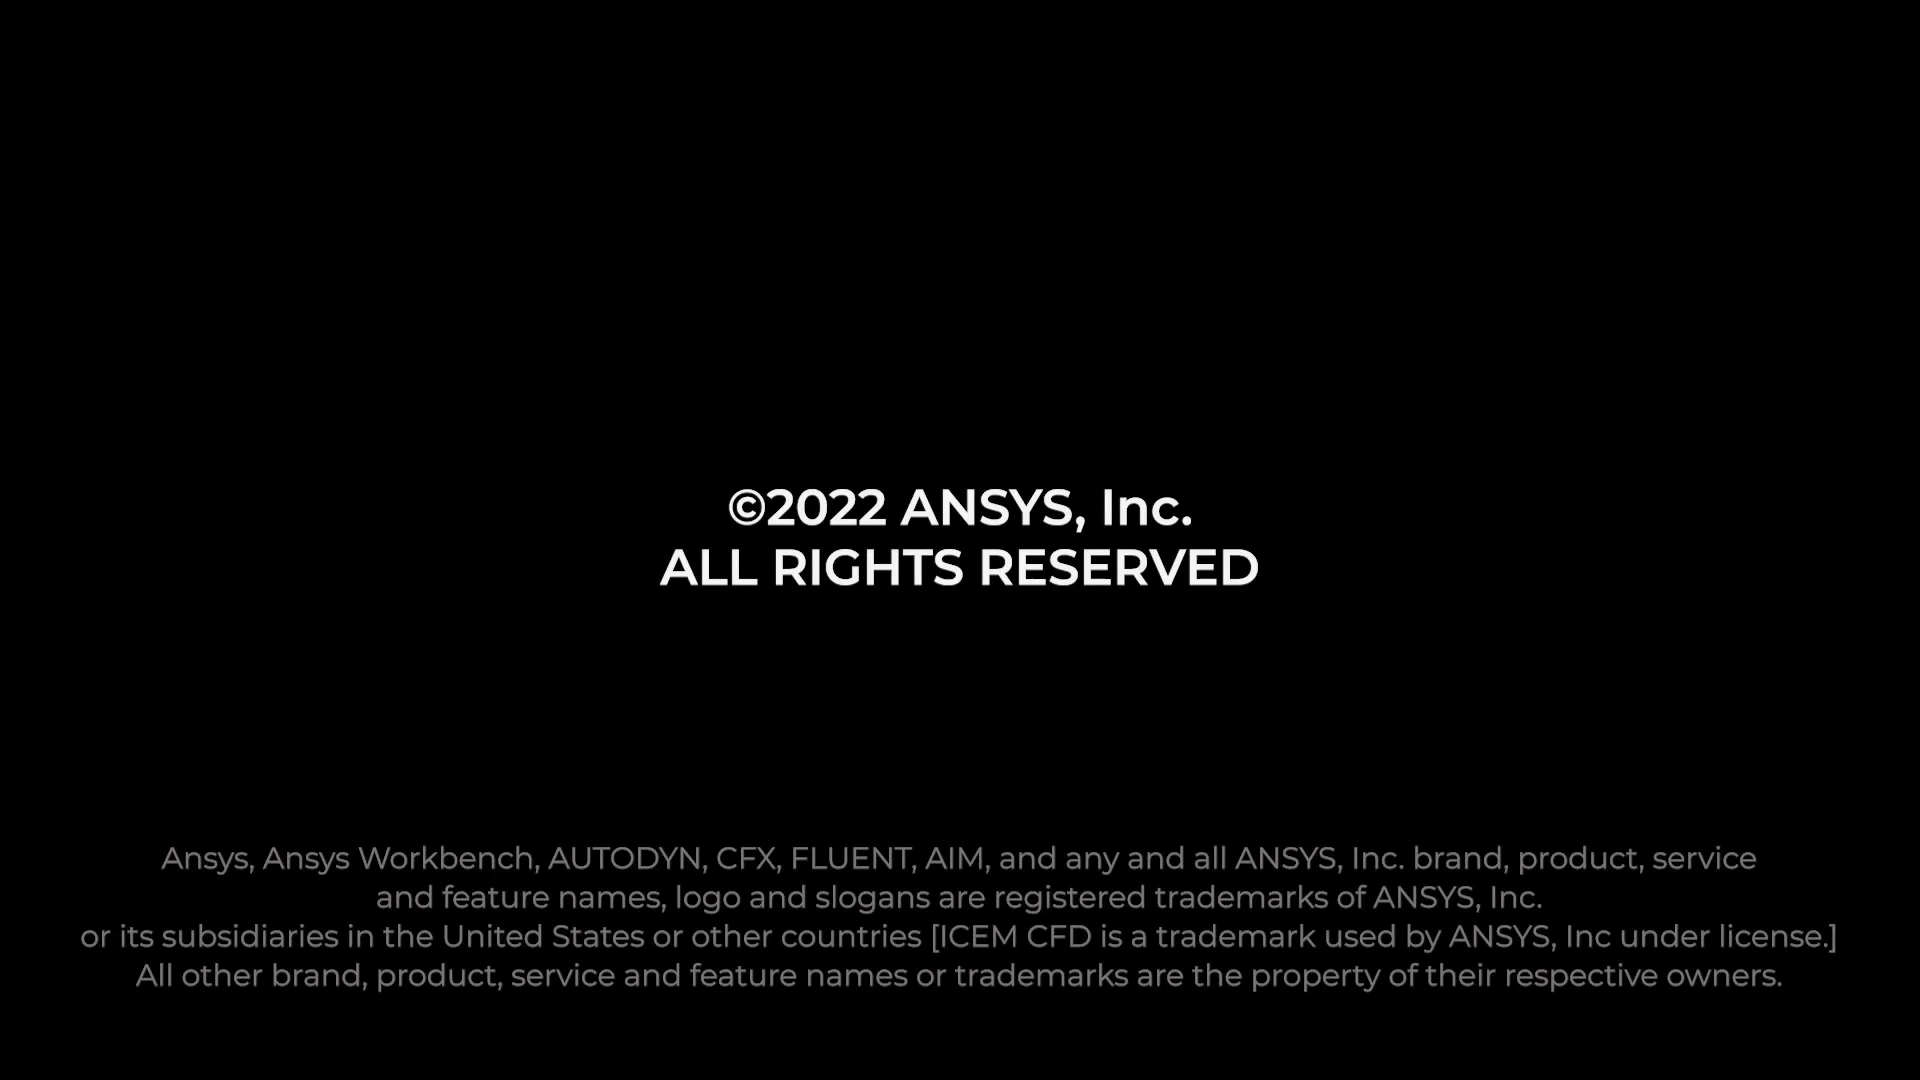 ©2022 ANSYS, Inc.
ALL RIGHTS RESERVED
Ansys, Ansys Workbench, AUTODYN, CFX, FLUENT, AIM, and any and all ANSYS, Inc. brand, product, service
and feature names, logo and slogans are registered trademarks of ANSYS, Inc.
or its subsidiaries in the United States or other countries [ICEM CFD is a trademark used by ANSYS, Inc under license.]
All other brand, product, service and feature names or trademarks are the property of their respective owners.